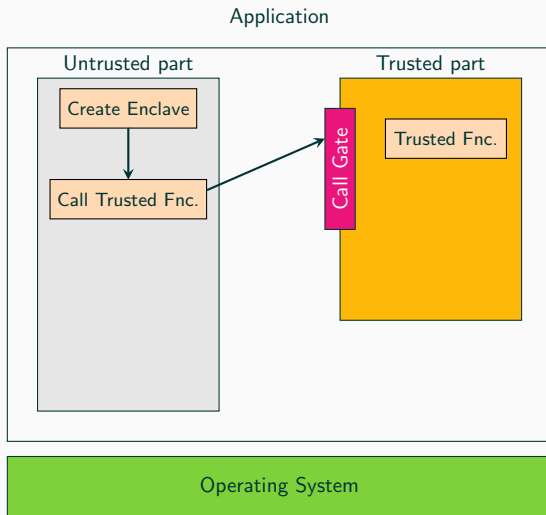 Application
Untrusted part
Trusted part
Create Enclave
Call Trusted Fnc.
Call Gate
Trusted Fnc.
Operating System